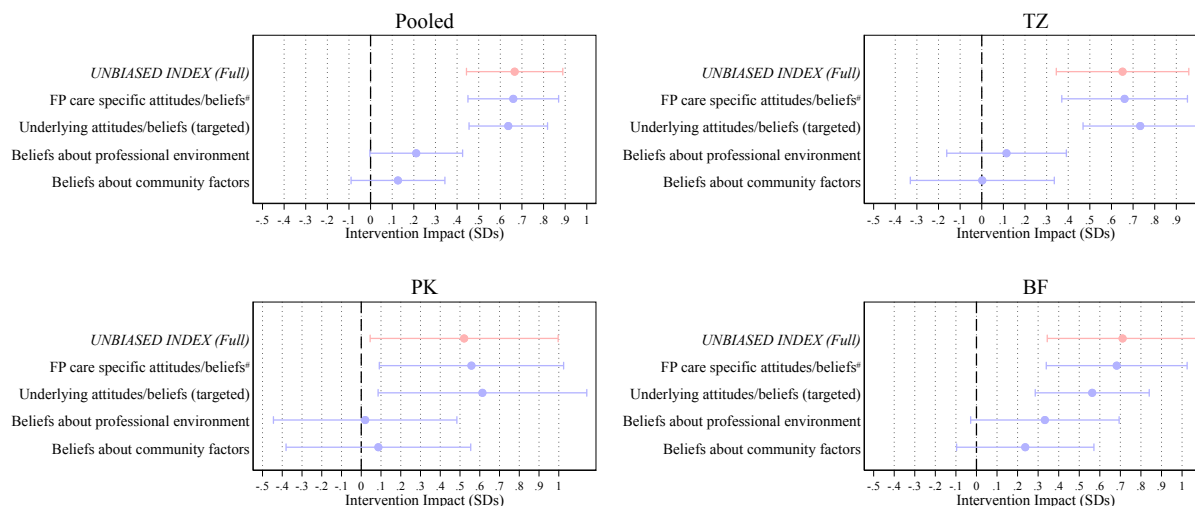 Pooled
UNBIASED INDEX (Full)
FP care specific attitudes/beliefs#
Underlying attitudes/beliefs (targeted)
Beliefs about professional environment
Beliefs about community factors
-.5 -.4 -.3 -.2 -.1 0 .1 .2 .3 .4 .5 .6 .7 .8 .9 1
Intervention Impact (SDs)
TZ
UNBIASED INDEX (Full)
FP care specific attitudes/beliefs#
Underlying attitudes/beliefs (targeted)
Beliefs about professional environment
Beliefs about community factors
-.5 -.4 -.3 -.2 -.1 0 .1 .2 .3 .4 .5 .6 .7 .8 .9
Intervention Impact (SDs)
PK
UNBIASED INDEX (Full)
FP care specific attitudes/beliefs#
Underlying attitudes/beliefs (targeted)
Beliefs about professional environment
Beliefs about community factors
-.5 -.4 -.3 -.2 -.1 0 .1 .2 .3 .4 .5 .6 .7 .8 .9 1
Intervention Impact (SDs)
BF
UNBIASED INDEX (Full)
FP care specific attitudes/beliefs#
Underlying attitudes/beliefs (targeted)
Beliefs about professional environment
Beliefs about community factors
-.5 -.4 -.3 -.2 -.1 0 .1 .2 .3 .4 .5 .6 .7 .8 .9 1
Intervention Impact (SDs)